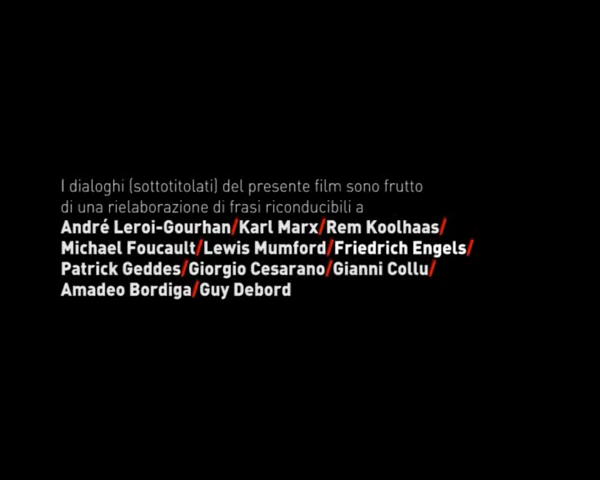 I dialoghi (sottotitolati) del presente film sono frutto
di una rielaborazione di frasi riconducibili a
André Leroi-Gourhan/Karl Marx/Rem Koolhaas/
Michael Foucault/Lewis Mumford/Friedrich Engels/
Patrick Geddes/Giorgio Cesarano/Gianni Collu/
Amadeo Bordiga/Guy Debord